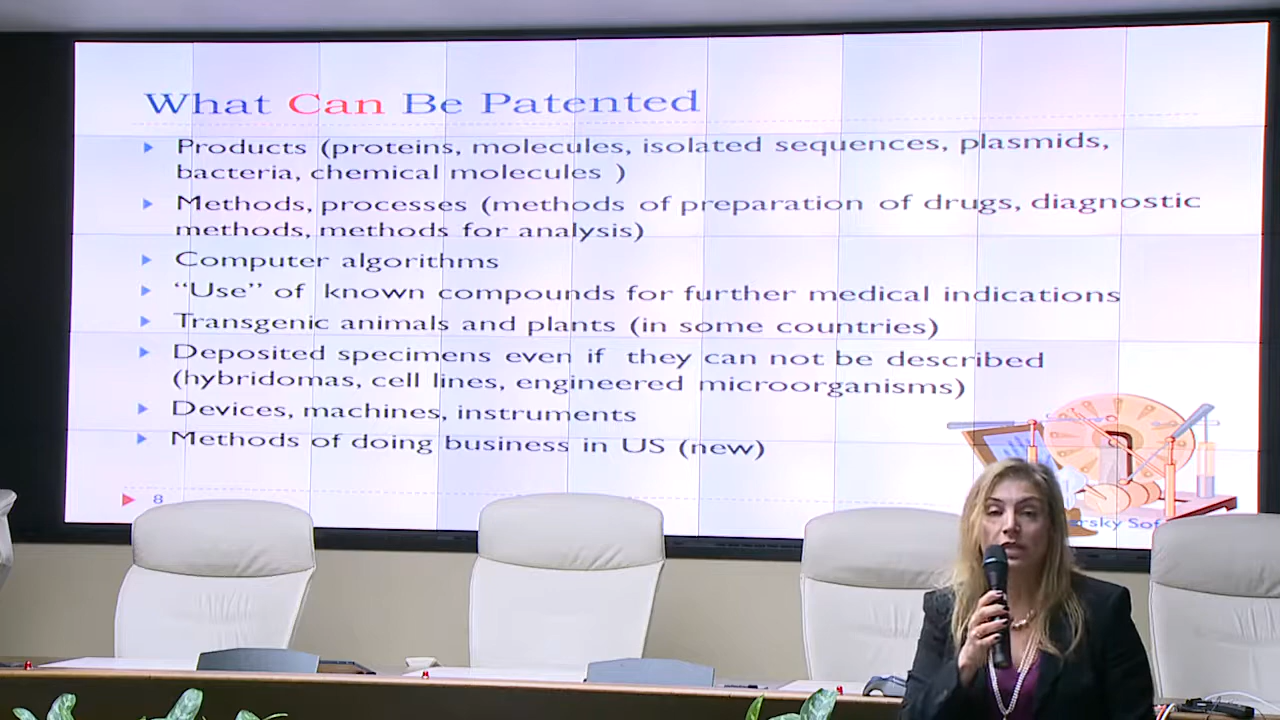 What Can Be Patented
Products (proteins, molecules, isolated sequences, plasmids,
bacteria, chemical molecules )
Methods, processes (methods of preparation of drugs, diagnostic
methods, methods for analysis)
Computer algorithms
“Use” of known compounds for further medical indications
Transgenic animals and plants (in some countries)
Deposited specimens even if they can not be described
(hybridomas, cell lines, engineered microorganisms)
Devices, machines, instruments
Methods of doing business in US (new)
8